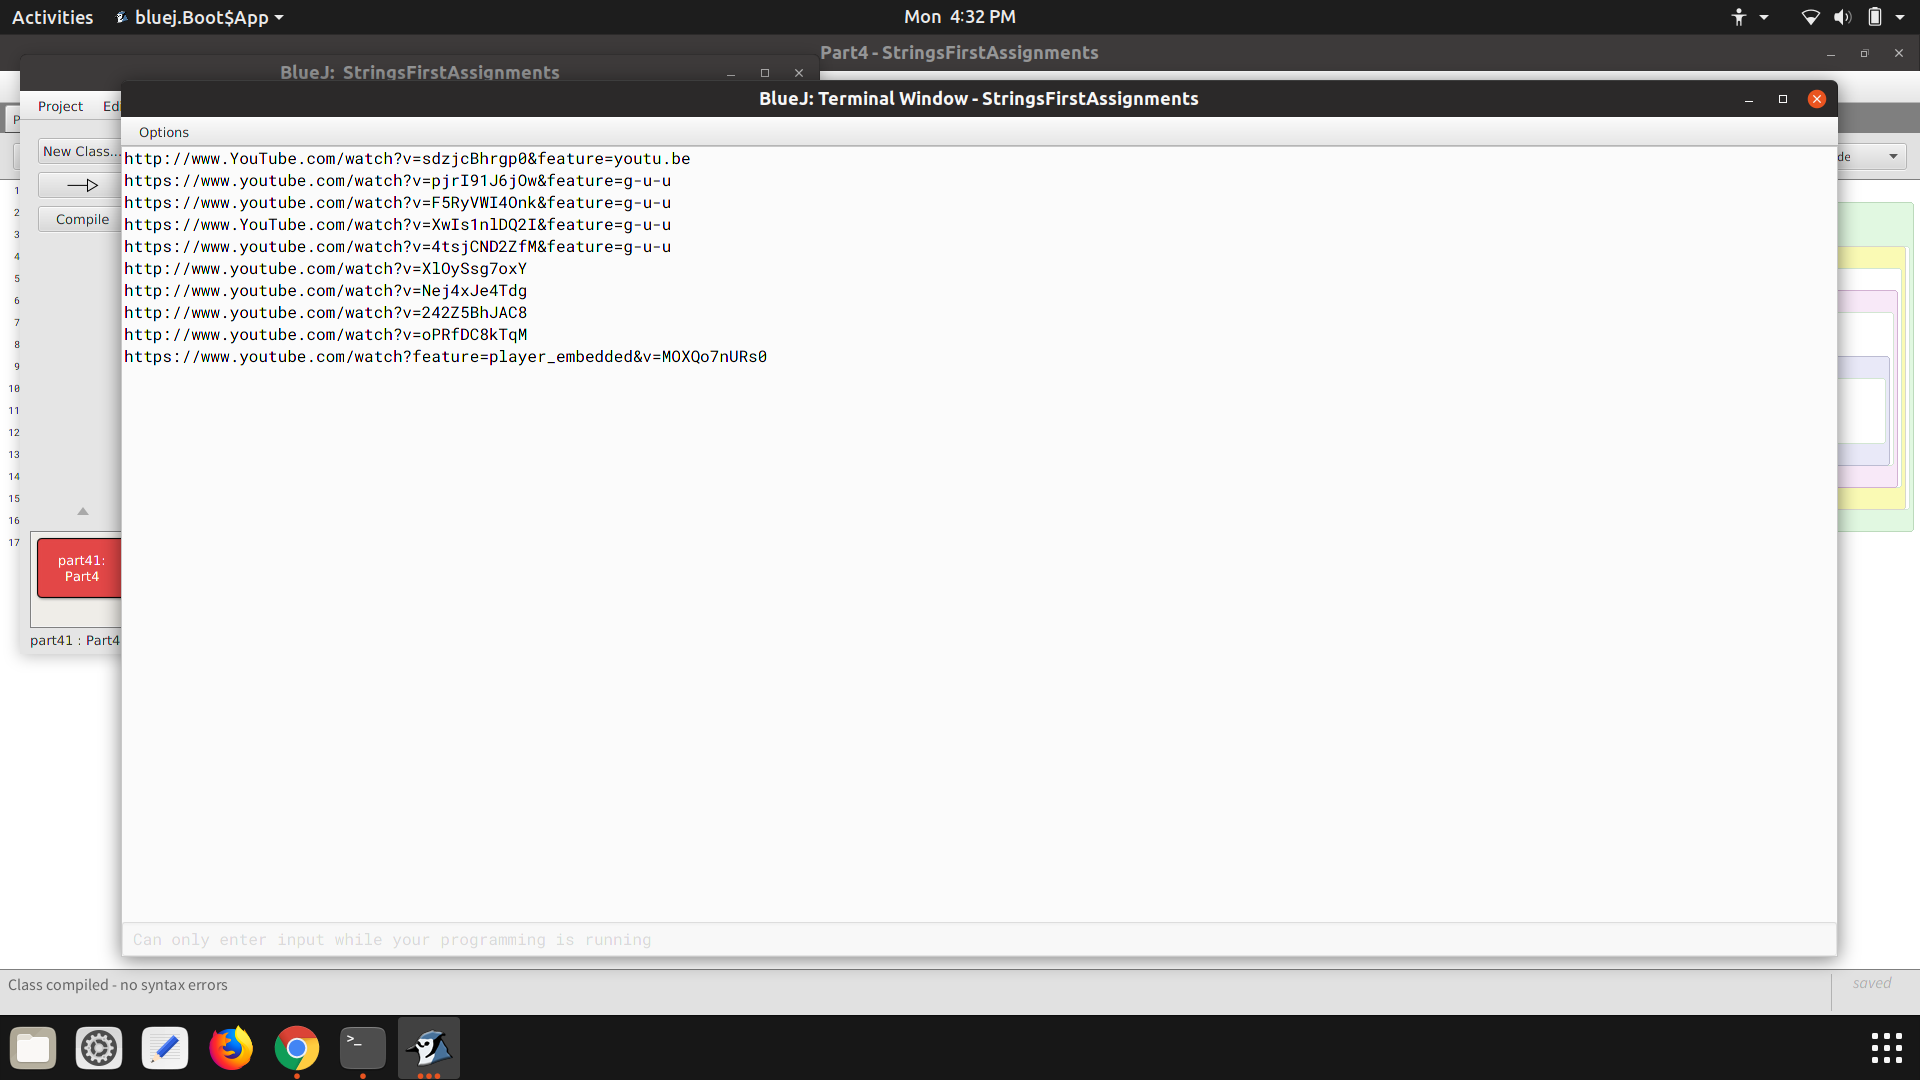 Activities
bluej.Boot$App
Mon 4:32 PM
Part4 - StringsFirstAssignments
BlueJ: StringsFirstAssignments
BlueJ: Terminal Window - StringsFirstAssignments
Project
Options
New Class...
Compile
http://www.YouTube.com/watch?v=sdzjcBhrgp0&feature=youtu.be
https://www.youtube.com/watch?v=pjrI91J6jOw&feature=g-u-u
https://www.youtube.com/watch?v=F5RyVWI4Onk&feature=g-u-u
https://www.YouTube.com/watch?v=XwIs1nlDQ2I&feature=g-u-u
https://www.youtube.com/watch?v=4tsjCND2ZfM&feature=g-u-u
http://www.youtube.com/watch?v=XlOySsg7oxY
http://www.youtube.com/watch?v=Nej4xJe4Tdg
http://www.youtube.com/watch?v=242Z5BhJAC8
http://www.youtube.com/watch?v=oPRfDC8kTqM
https://www.youtube.com/watch?feature=player_embedded&v=MOXQo7nURs0
1
2
3
4
5
6
7
8
9
10
11
12
13
14
15
16
17
part41:
Part4
part41 : Part4
Can only enter input while your programming is running
Class compiled - no syntax errors
saved